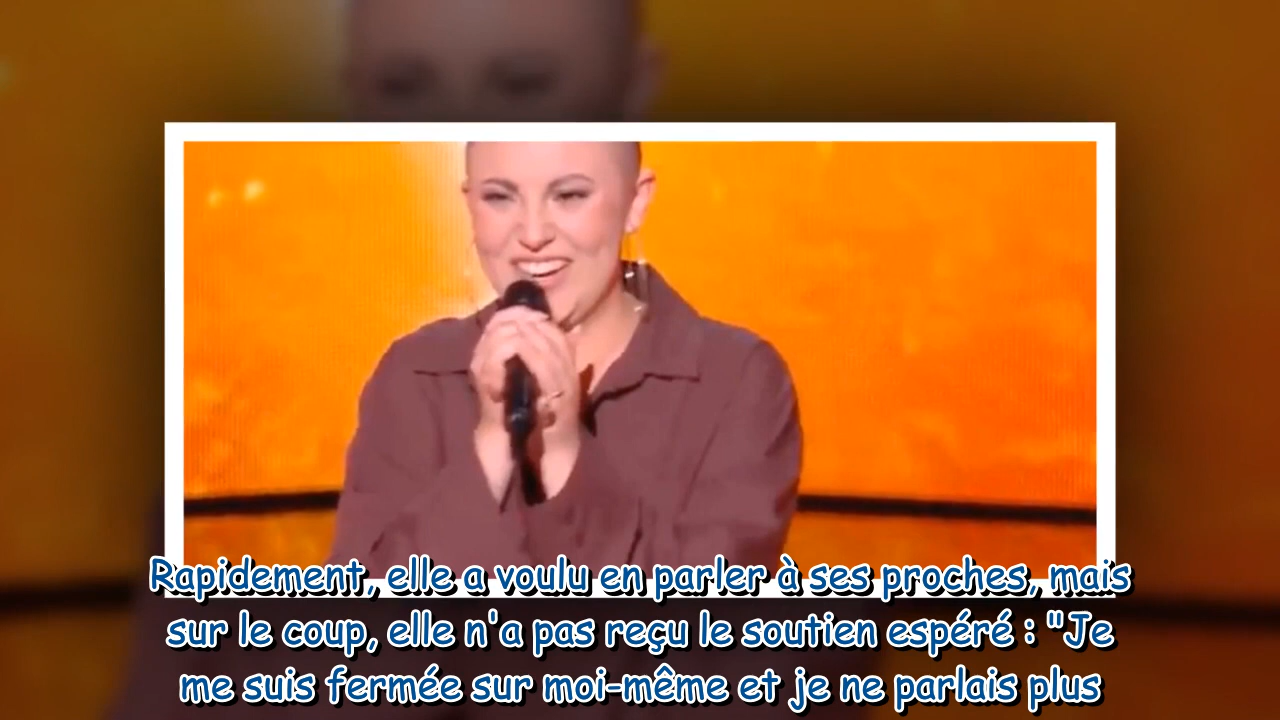 Rapidement, elle a voulu en parler à ses proches, mais
sur le coup, elle n'a pas reçu le soutien espéré : "Je
me suis fermée sur moi-même et je ne parlais plus